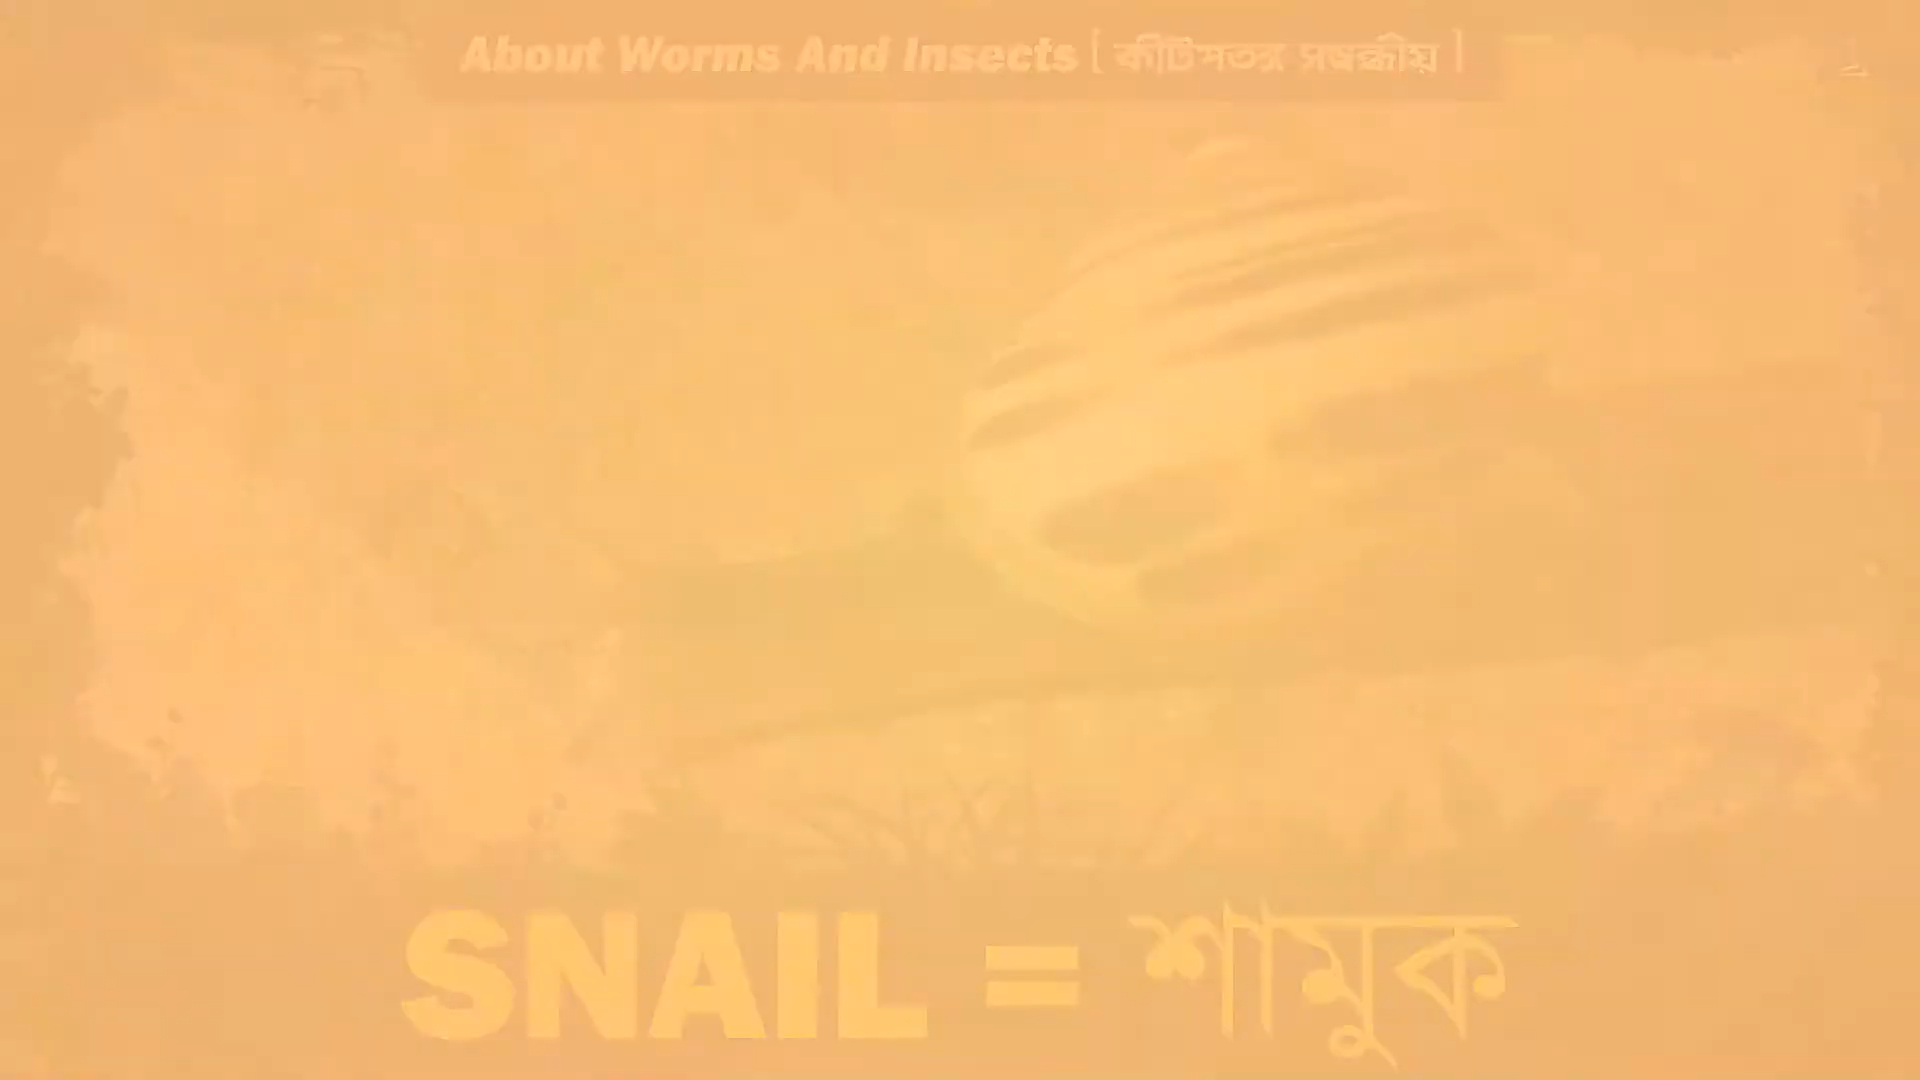 About Worms And Insects [ কীটপতঙ্গ সম্বন্ধীয় ]
SNAIL = শামুক